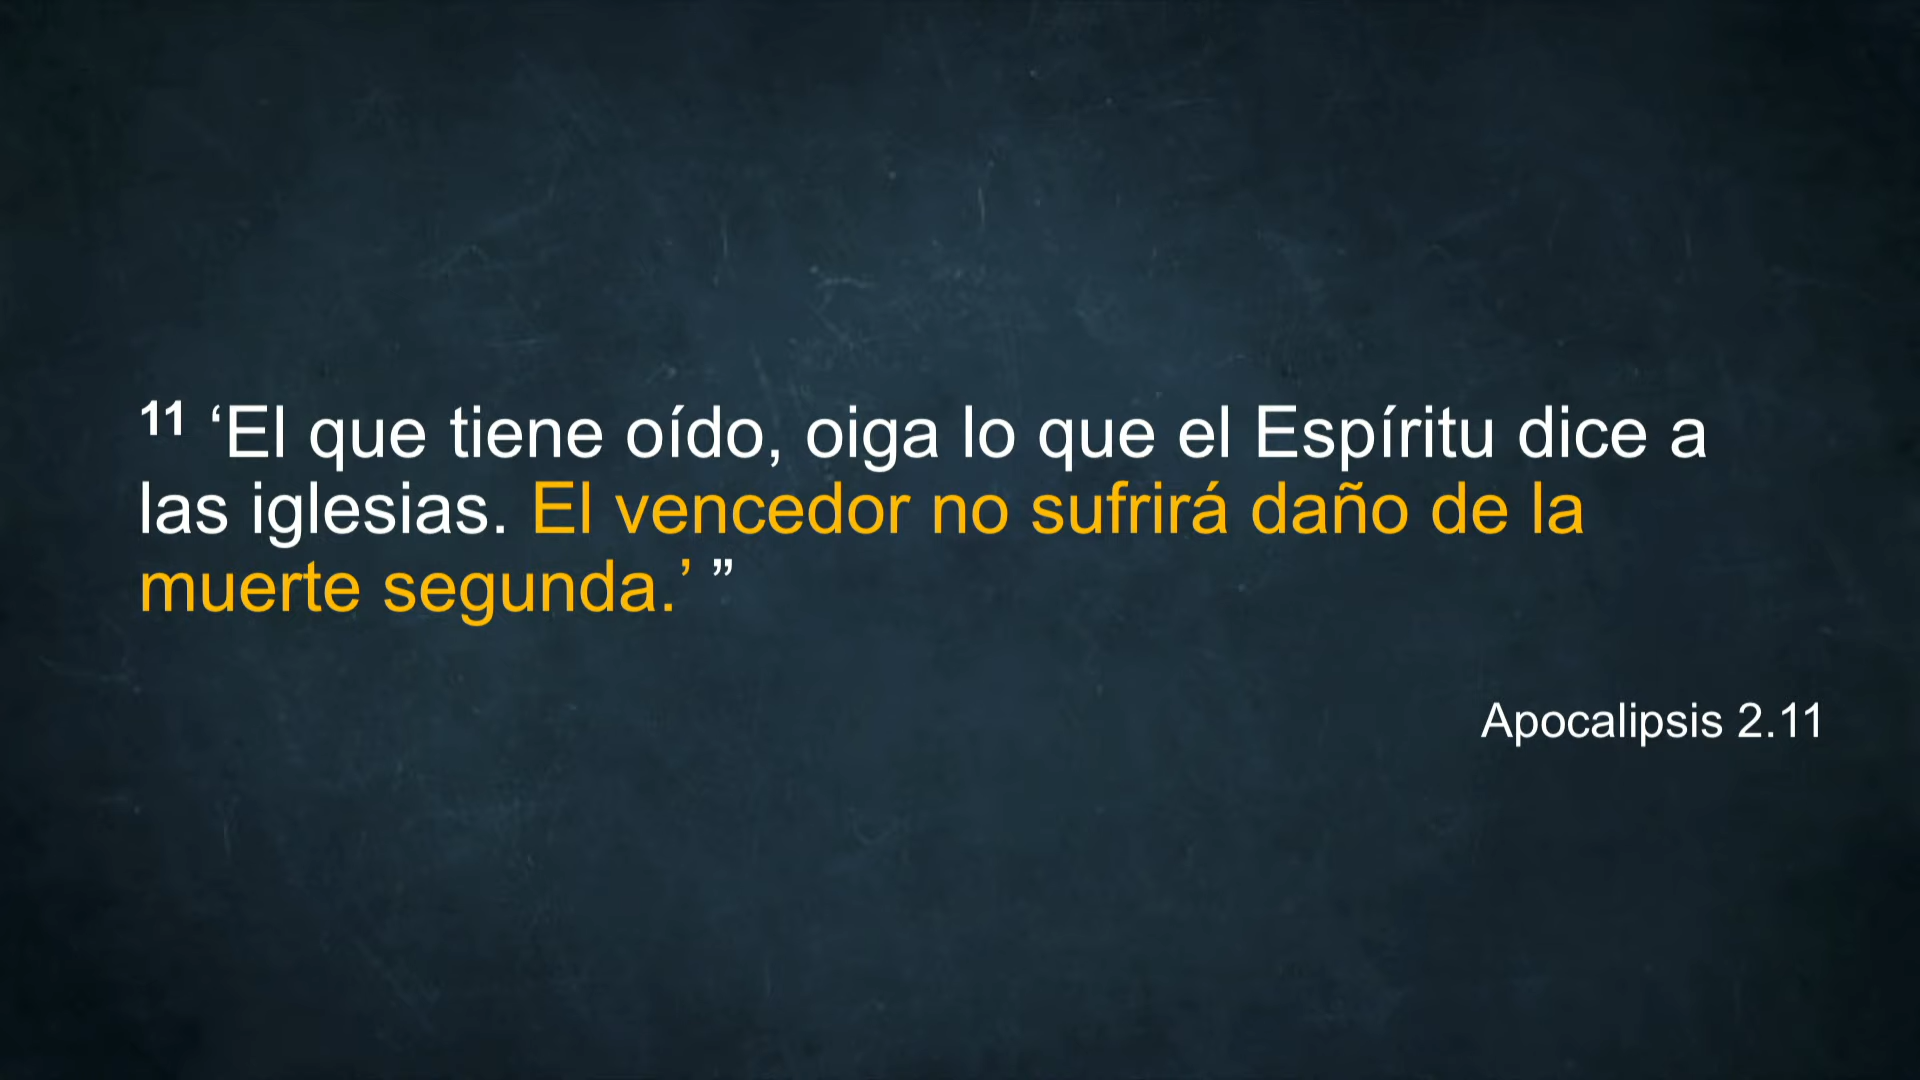 11 ‘El que tiene oído, oiga lo que el Espíritu dice a
las iglesias. El vencedor no sufrirá daño de la
muerte segunda.’ ”
Apocalipsis 2.11